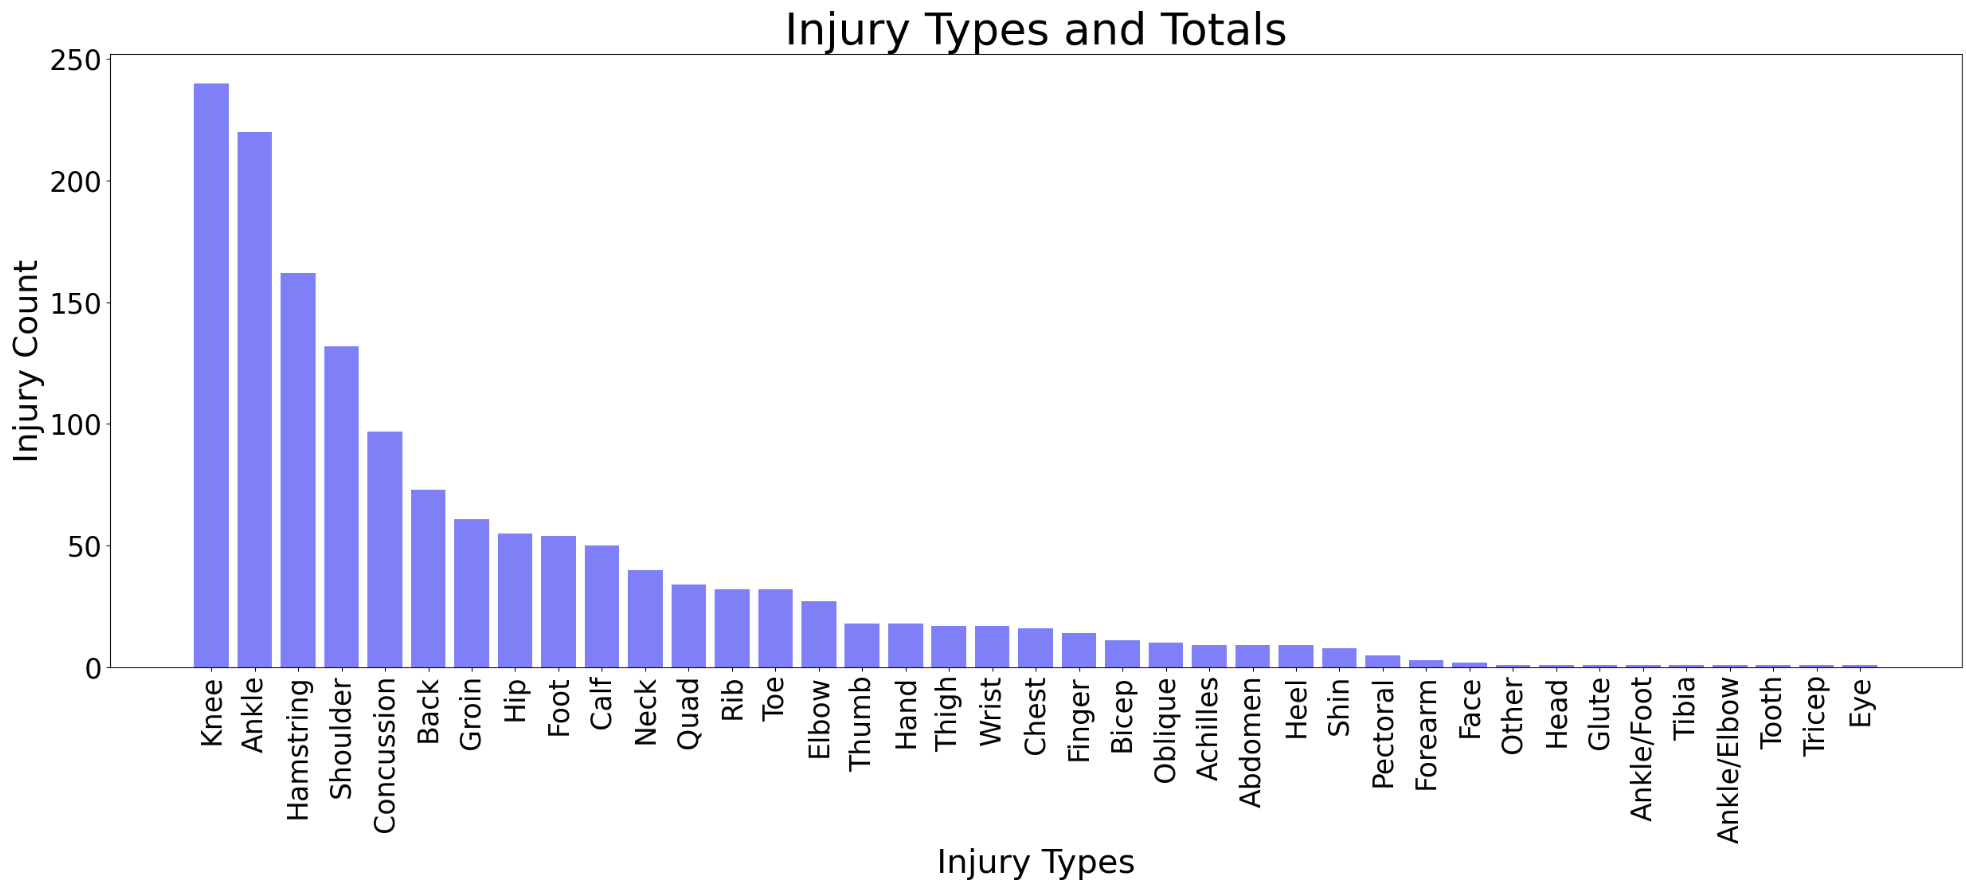 Injury Types and Totals
250
200
150
100
50
0
Injury Count
Knee
Ankle
Hamstring
Shoulder
Concussion
Back
Groin
Hip
Foot
Calf
Neck
Quad
Rib
Toe
Elbow
Thumb
Hand
Thigh
Wrist
Chest
Finger
Bicep
Oblique
Achilles
Abdomen
Heel
Shin
Pectoral
Forearm
Face
Other
Head
Glute
Ankle/Foot
Tibia
Ankle/Elbow
Tooth
Tricep
Eye
Injury Types